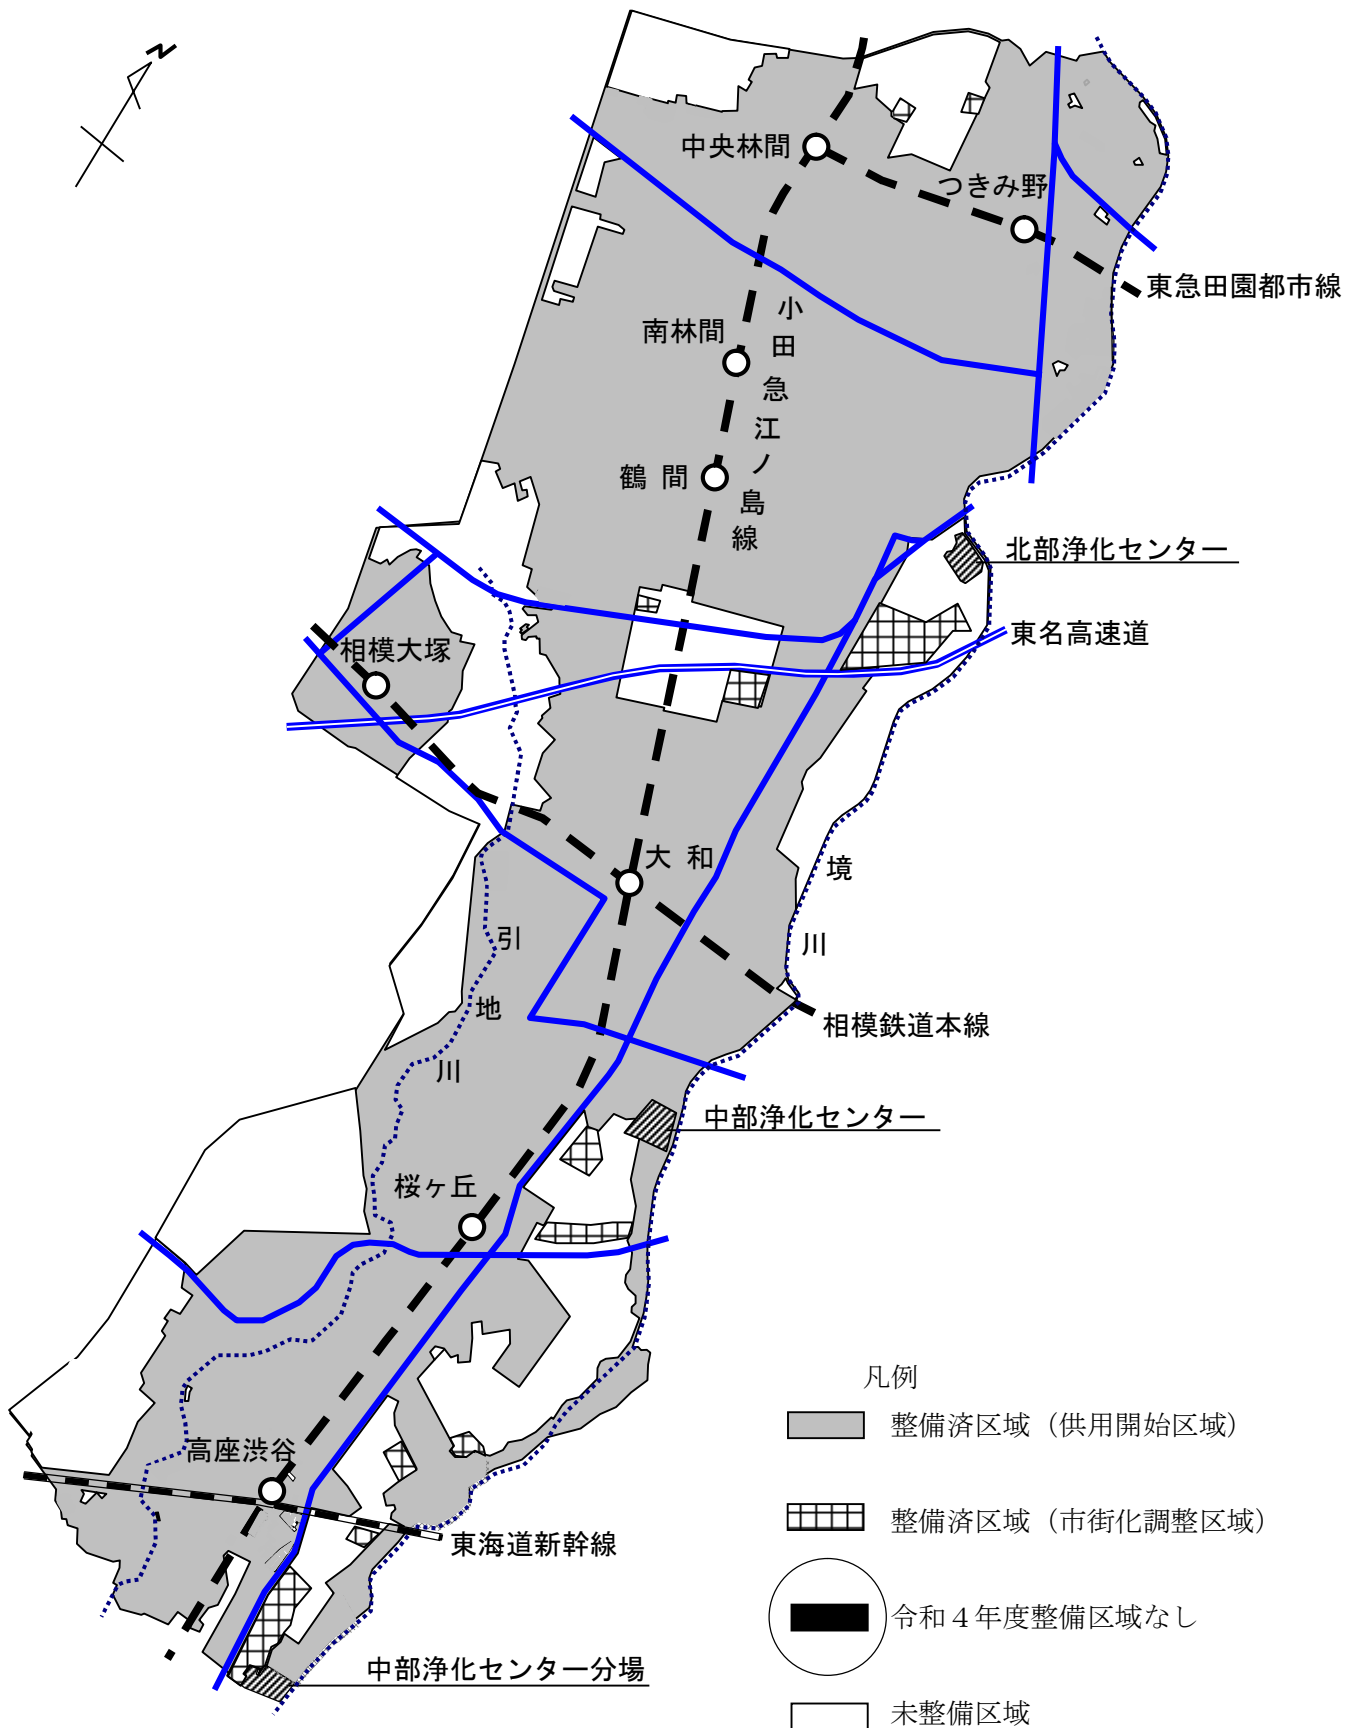 N
中央林間
つきみ野
東急田園都市線
小田急江ノ島線
南林間
鶴間
北部浄化センター
東名高速道
相模大塚
大和
境川
引地川
相模鉄道本線
中部浄化センター
桜ヶ丘
高座渋谷
東海道新幹線
中部浄化センター分場
凡例
整備済区域（供用開始区域）
整備済区域（市街化調整区域）
令和４年度整備区域なし
未整備区域